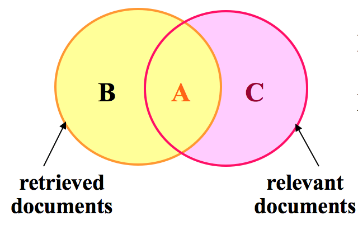 B A C
retrieved
documents
relevant
documents